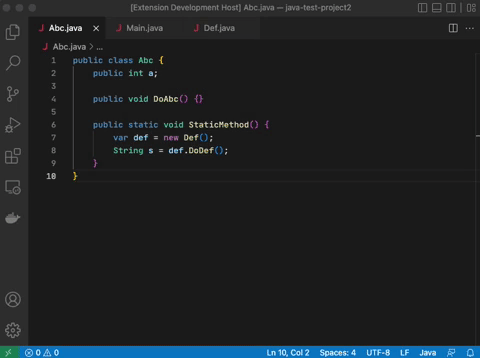 [Extension Development Host] Abc.java — java-test-project2
Abc.java Main.java Def.java
Abc.java > ...
1 public class Abc {
2     public int a;
3
4     public void DoAbc() {}
5
6     public static void StaticMethod() {
7         var def = new Def();
8         String s = def.DoDef();
9     }
10 }
0 0 Ln 10, Col 2 Spaces: 4 UTF-8 LF Java